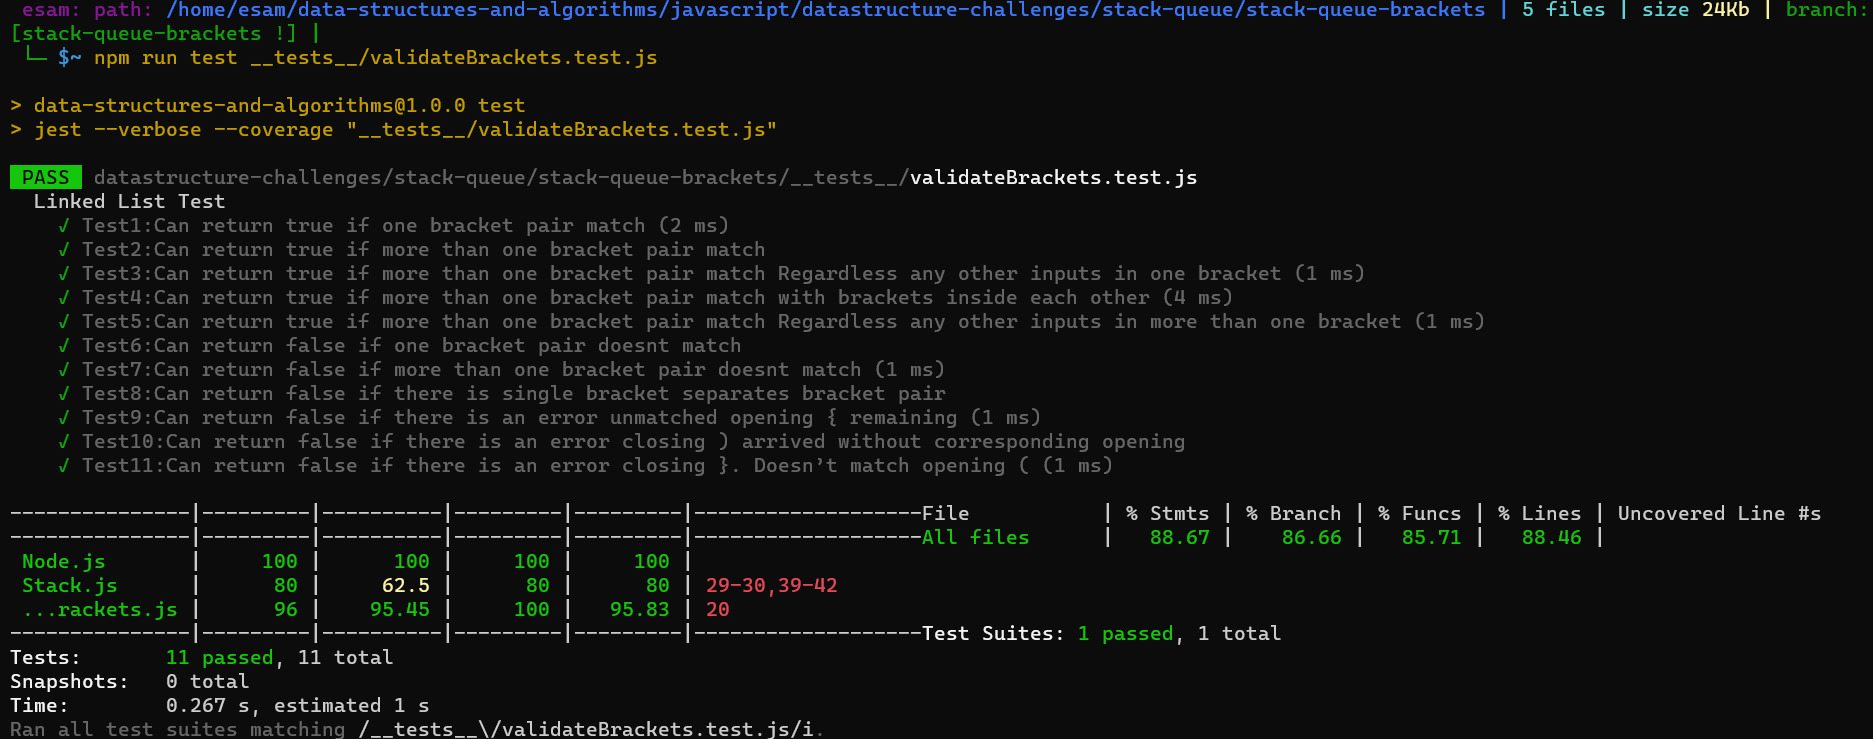 esam: path: /home/esam/data-structures-and-algorithms/javascript/datastructure-challenges/stack-queue/stack-queue-brackets | 5 files | size 24Kb | branch:
[stack-queue-brackets !] |
└─ $~ npm run test __tests__/validateBrackets.test.js
> data-structures-and-algorithms@1.0.0 test
> jest --verbose --coverage "__tests__/validateBrackets.test.js"
PASS datastructure-challenges/stack-queue/stack-queue-brackets/__tests__/validateBrackets.test.js
Linked List Test
√ Test1:Can return true if one bracket pair match (2 ms)
√ Test2:Can return true if more than one bracket pair match
√ Test3:Can return true if more than one bracket pair match Regardless any other inputs in one bracket (1 ms)
√ Test4:Can return true if more than one bracket pair match with brackets inside each other (4 ms)
√ Test5:Can return true if more than one bracket pair match Regardless any other inputs in more than one bracket (1 ms)
√ Test6:Can return false if one bracket pair doesnt match
√ Test7:Can return false if more than one bracket pair doesnt match (1 ms)
√ Test8:Can return false if there is single bracket separates bracket pair
√ Test9:Can return false if there is an error unmatched opening { remaining (1 ms)
√ Test10:Can return false if there is an error closing ) arrived without corresponding opening
√ Test11:Can return false if there is an error closing }. Doesn’t match opening ( (1 ms)
---------------|---------|----------|---------|---------|-------------------File | % Stmts | % Branch | % Funcs | % Lines | Uncovered Line #s
---------------|---------|----------|---------|---------|-------------------All files | 88.67 | 86.66 | 85.71 | 88.46 |
Node.js | 100 | 100 | 100 | 100 |
Stack.js | 80 | 62.5 | 80 | 80 | 29-30,39-42
...rackets.js | 96 | 95.45 | 100 | 95.83 | 20
---------------|---------|----------|---------|---------|-------------------Test Suites: 1 passed, 1 total
Tests: 11 passed, 11 total
Snapshots: 0 total
Time: 0.267 s, estimated 1 s
Ran all test suites matching /__tests__\/validateBrackets.test.js/i.